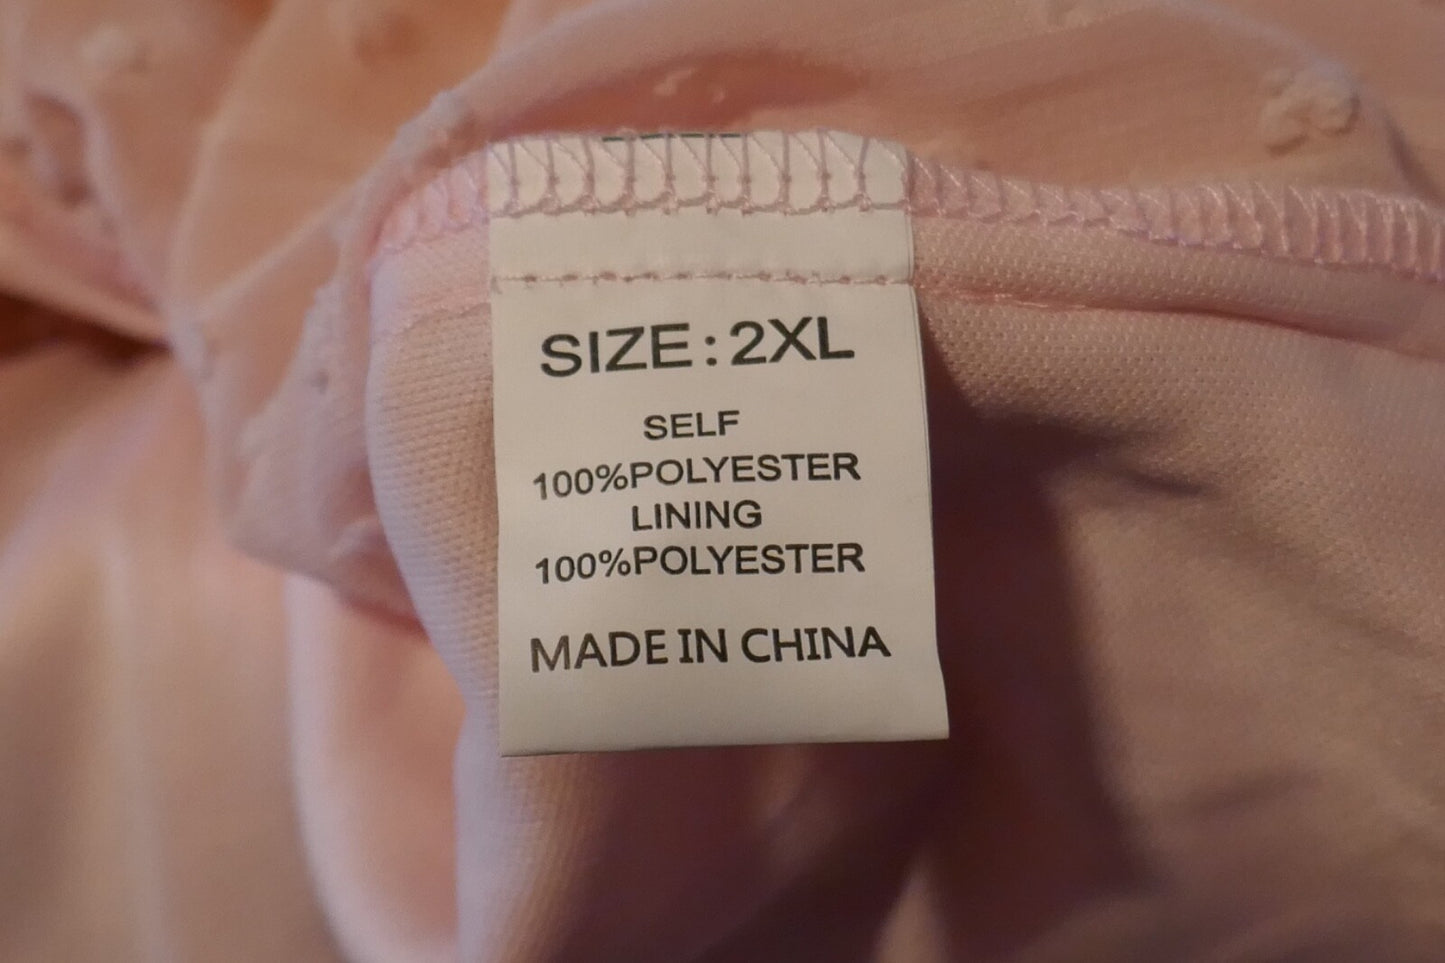 SIZE: 2XL
SELF
100%POLYESTER
LINING
100%POLYESTER
MADE IN CHINA